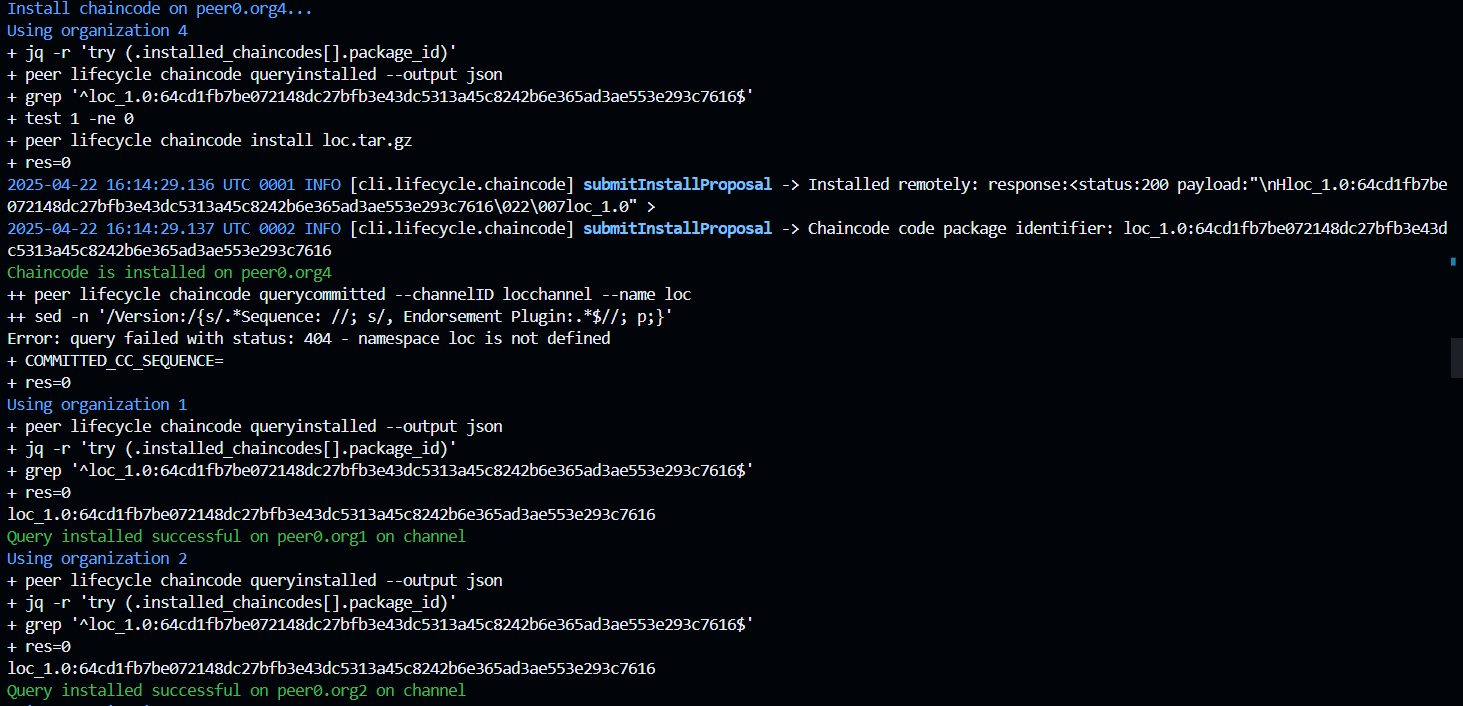 Install chaincode on peer0.org4...
Using organization 4
+ jq -r 'try (.installed_chaincodes[].package_id)'
+ peer lifecycle chaincode queryinstalled --output json
+ grep '^loc_1.0:64cd1fb7be072148dc27bfb3e43dc5313a45c8242b6e365ad3ae553e293c7616$'
+ test 1 -ne 0
+ peer lifecycle chaincode install loc.tar.gz
+ res=0
2025-04-22 16:14:29.136 UTC 0001 INFO [cli.lifecycle.chaincode] submitInstallProposal -> Installed remotely: response:<status:200 payload:"\nHloc_1.0:64cd1fb7be
072148dc27bfb3e43dc5313a45c8242b6e365ad3ae553e293c7616\022\007loc_1.0" >
2025-04-22 16:14:29.137 UTC 0002 INFO [cli.lifecycle.chaincode] submitInstallProposal -> Chaincode code package identifier: loc_1.0:64cd1fb7be072148dc27bfb3e43d
c5313a45c8242b6e365ad3ae553e293c7616
Chaincode is installed on peer0.org4
++ peer lifecycle chaincode querycommitted --channelID locchannel --name loc
++ sed -n '/Version:/{s/.*Sequence: //; s/, Endorsement Plugin:.*$//; p;}'
Error: query failed with status: 404 - namespace loc is not defined
+ COMMITTED_CC_SEQUENCE=
+ res=0
Using organization 1
+ peer lifecycle chaincode queryinstalled --output json
+ jq -r 'try (.installed_chaincodes[].package_id)'
+ grep '^loc_1.0:64cd1fb7be072148dc27bfb3e43dc5313a45c8242b6e365ad3ae553e293c7616$'
+ res=0
loc_1.0:64cd1fb7be072148dc27bfb3e43dc5313a45c8242b6e365ad3ae553e293c7616
Query installed successful on peer0.org1 on channel
Using organization 2
+ peer lifecycle chaincode queryinstalled --output json
+ jq -r 'try (.installed_chaincodes[].package_id)'
+ grep '^loc_1.0:64cd1fb7be072148dc27bfb3e43dc5313a45c8242b6e365ad3ae553e293c7616$'
+ res=0
loc_1.0:64cd1fb7be072148dc27bfb3e43dc5313a45c8242b6e365ad3ae553e293c7616
Query installed successful on peer0.org2 on channel